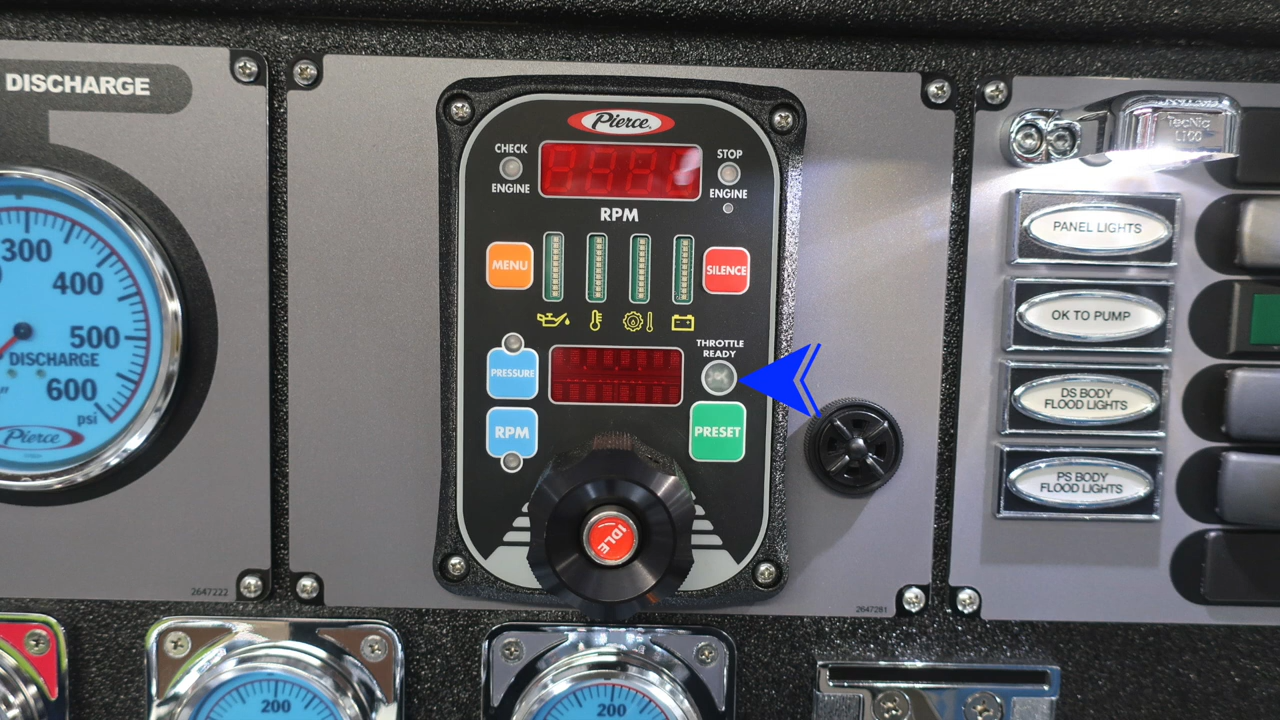 DISCHARGE
300
400
500
DISCHARGE
600
psi
Pierce
2647222
Pierce
CHECK
ENGINE
STOP
ENGINE
RPM
MENU
SILENCE
THROTTLE
READY
PRESSURE
RPM
PRESET
IDLE
2647281
TecNiq
L100
PANEL LIGHTS
OK TO PUMP
DS BODY
FLOOD LIGHTS
PS BODY
FLOOD LIGHTS
200
200